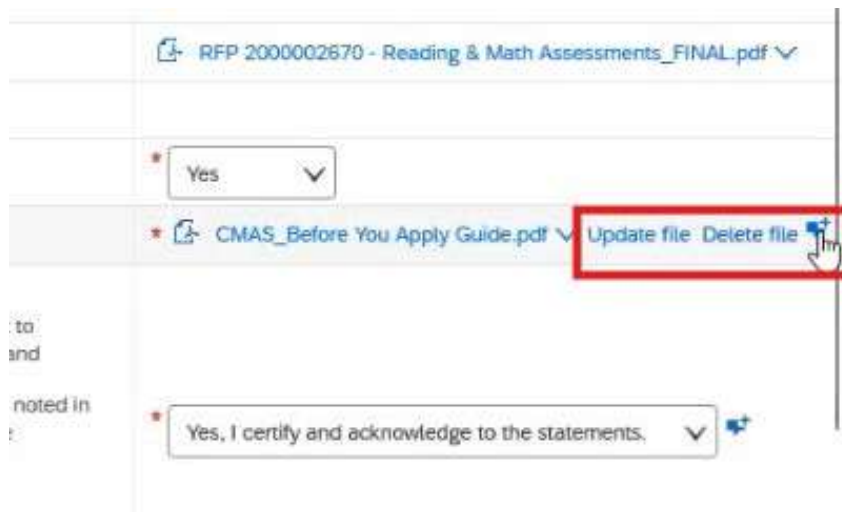 RFP 2000002670 - Reading & Math Assessments_FINAL.pdf
* Yes
* CMAS_Before You Apply Guide.pdf Update file Delete file
to
and
noted in
* Yes, I certify and acknowledge to the statements.